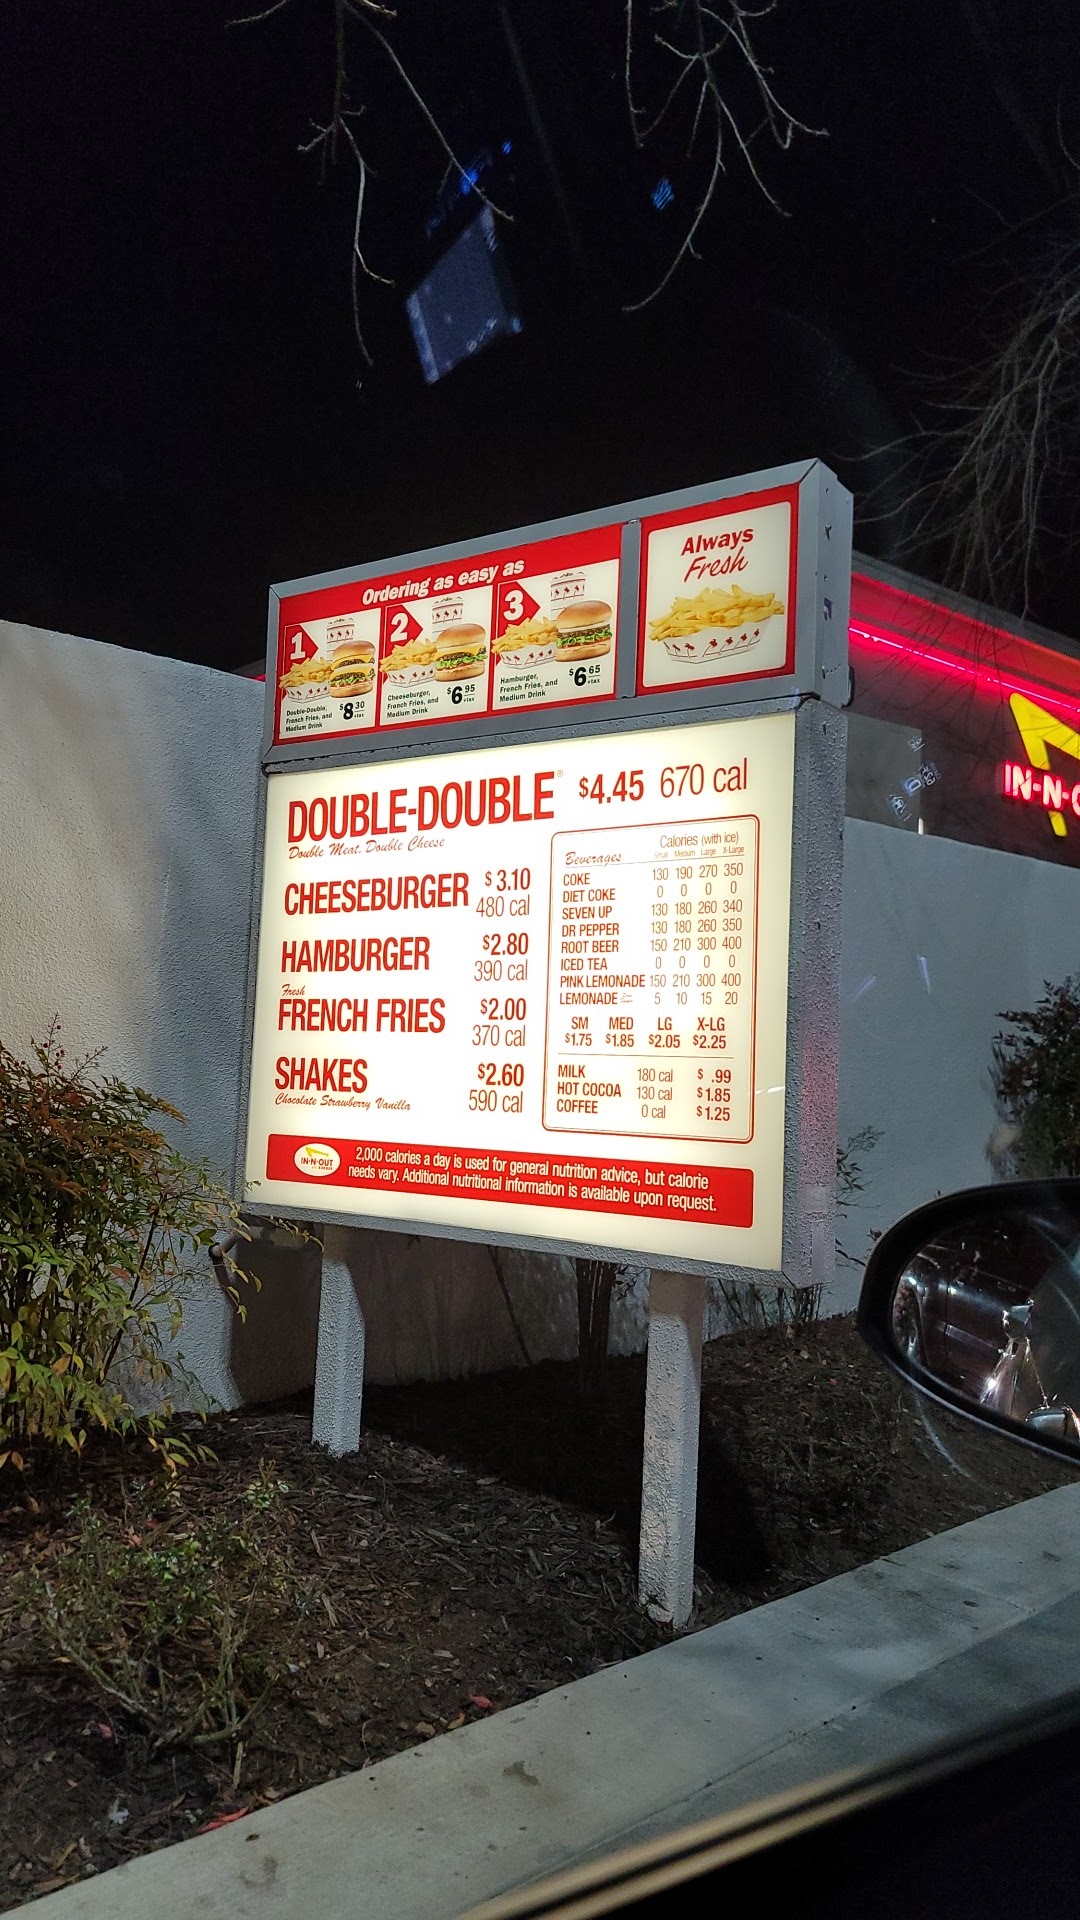 Ordering as easy as
1
Double-Double,
French Fries, and
Medium Drink
$8 30
+tax
2
Cheeseburger,
French Fries, and
Medium Drink
$6 95
+tax
3
Hamburger,
French Fries, and
Medium Drink
$6 65
+tax
Always
Fresh
DOUBLE-DOUBLE® $4.45 670 cal
Double Meat. Double Cheese
CHEESEBURGER $3.10
480 cal
HAMBURGER $2.80
390 cal
Fresh
FRENCH FRIES $2.00
370 cal
SHAKES $2.60
Chocolate Strawberry Vanilla 590 cal
Calories (with ice)
Beverages Small Medium Large X-Large
COKE 130 190 270 350
DIET COKE 0 0 0 0
SEVEN UP 130 180 260 340
DR PEPPER 130 180 260 350
ROOT BEER 150 210 300 400
ICED TEA 0 0 0 0
PINK LEMONADE 150 210 300 400
LEMONADE 5 10 15 20
SM MED LG X-LG
$1.75 $1.85 $2.05 $2.25
MILK 180 cal $ .99
HOT COCOA 130 cal $1.85
COFFEE 0 cal $1.25
IN-N-OUT
2,000 calories a day is used for general nutrition advice, but calorie
needs vary. Additional nutritional information is available upon request.
IN-N-O